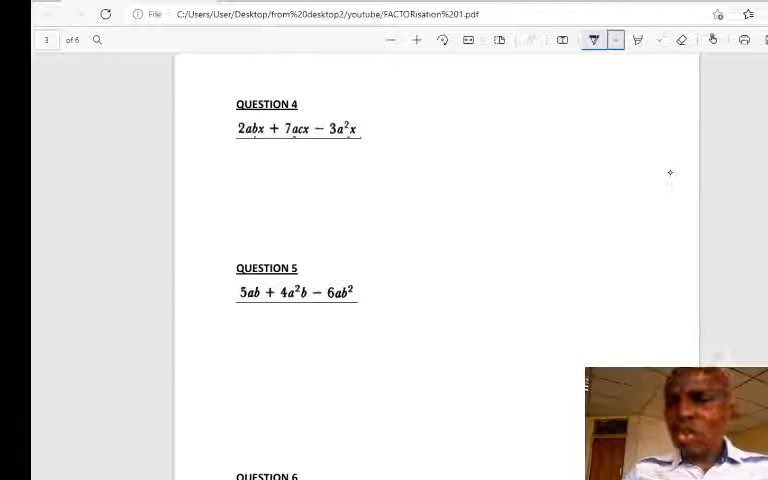 File C:/Users/User/Desktop/from%20desktop2/youtube/FACTORisation%201.pdf
3 of 6
QUESTION 4
2abx + 7acx − 3a²x
QUESTION 5
5ab + 4a²b − 6ab²
QUESTION 6